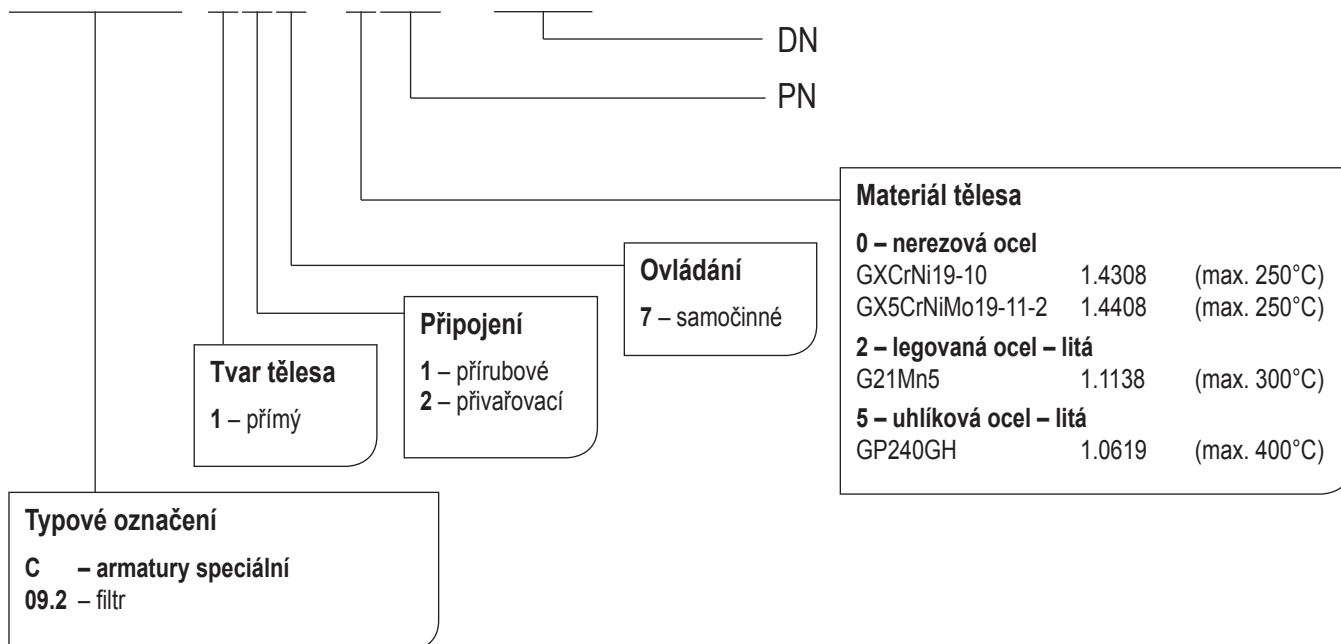 DN
PN
Materiál tělesa
0 – nerezová ocel
GXCrNi19-10 1.4308 (max. 250°C)
GX5CrNiMo19-11-2 1.4408 (max. 250°C)
2 – legovaná ocel – litá
G21Mn5 1.1138 (max. 300°C)
5 – uhlíková ocel – litá
GP240GH 1.0619 (max. 400°C)
Ovládání
7 – samočinné
Připojení
1 – přírubové
2 – přivařovací
Tvar tělesa
1 – přímý
Typové označení
C – armatury speciální
09.2 – filtr